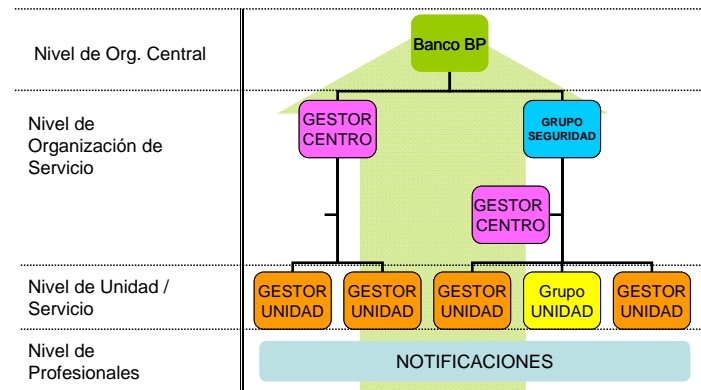 Nivel de Org. Central
Banco BP
Nivel de
Organización de
Servicio
GESTOR
CENTRO
GRUPO
SEGURIDAD
GESTOR
CENTRO
Nivel de Unidad /
Servicio
GESTOR
UNIDAD
GESTOR
UNIDAD
GESTOR
UNIDAD
Grupo
UNIDAD
GESTOR
UNIDAD
Nivel de
Profesionales
NOTIFICACIONES